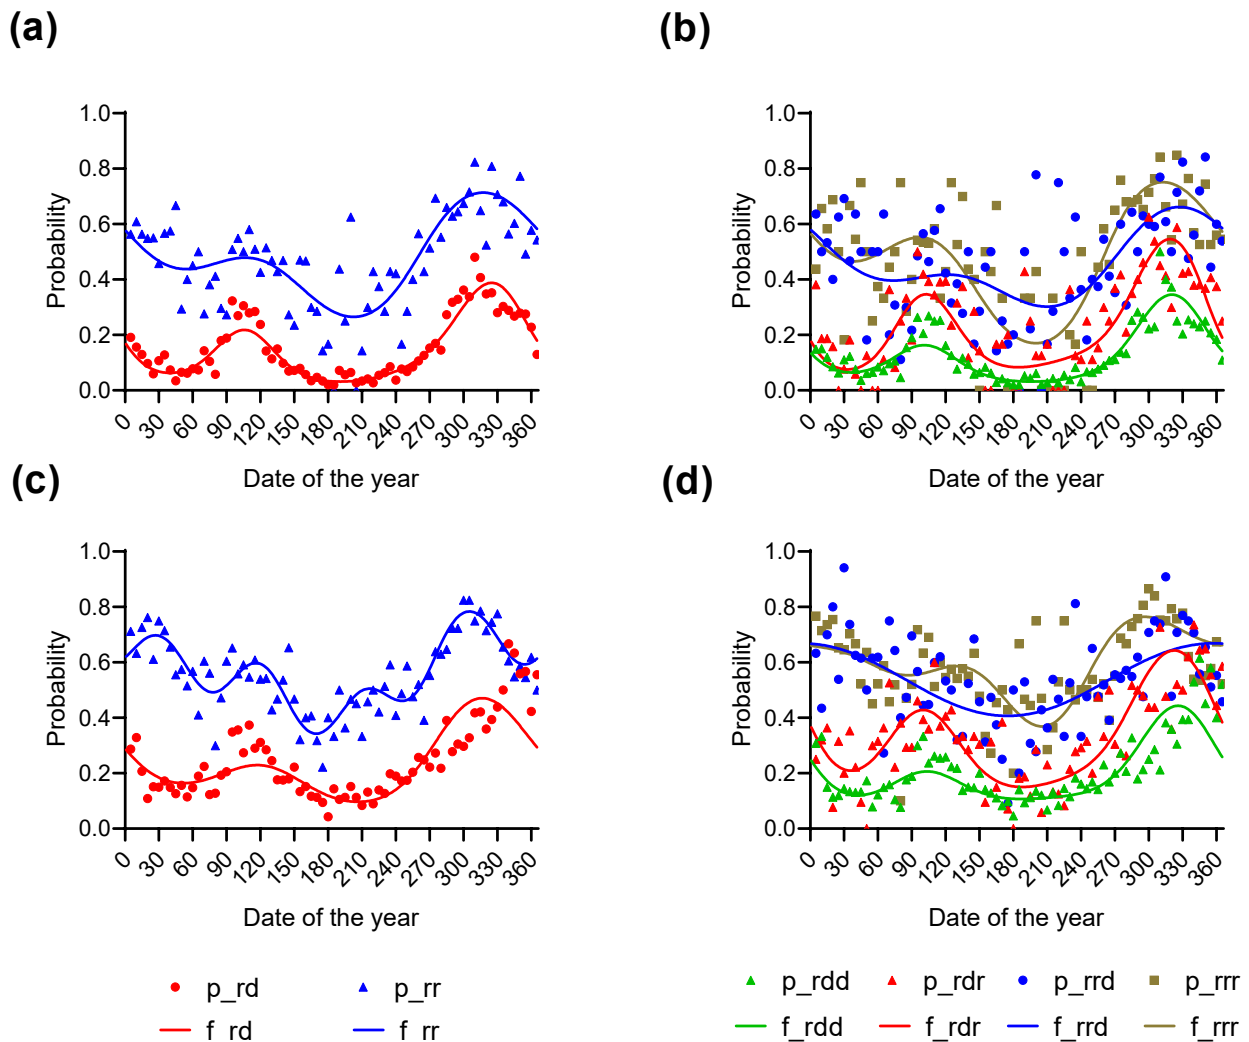 (a)
(b)
1.0
0.8
0.6
0.4
0.2
0.0
Probability
0 30 60 90 120 150 180 210 240 270 300 330 360
Date of the year
1.0
0.8
0.6
0.4
0.2
0.0
Probability
0 30 60 90 120 150 180 210 240 270 300 330 360
Date of the year
(c)
(d)
1.0
0.8
0.6
0.4
0.2
0.0
Probability
0 30 60 90 120 150 180 210 240 270 300 330 360
Date of the year
1.0
0.8
0.6
0.4
0.2
0.0
Probability
0 30 60 90 120 150 180 210 240 270 300 330 360
Date of the year
p_rd p_rr
f_rd f_rr
p_rdd p_rdr p_rrd p_rrr
f_rdd f_rdr f_rrd f_rrr